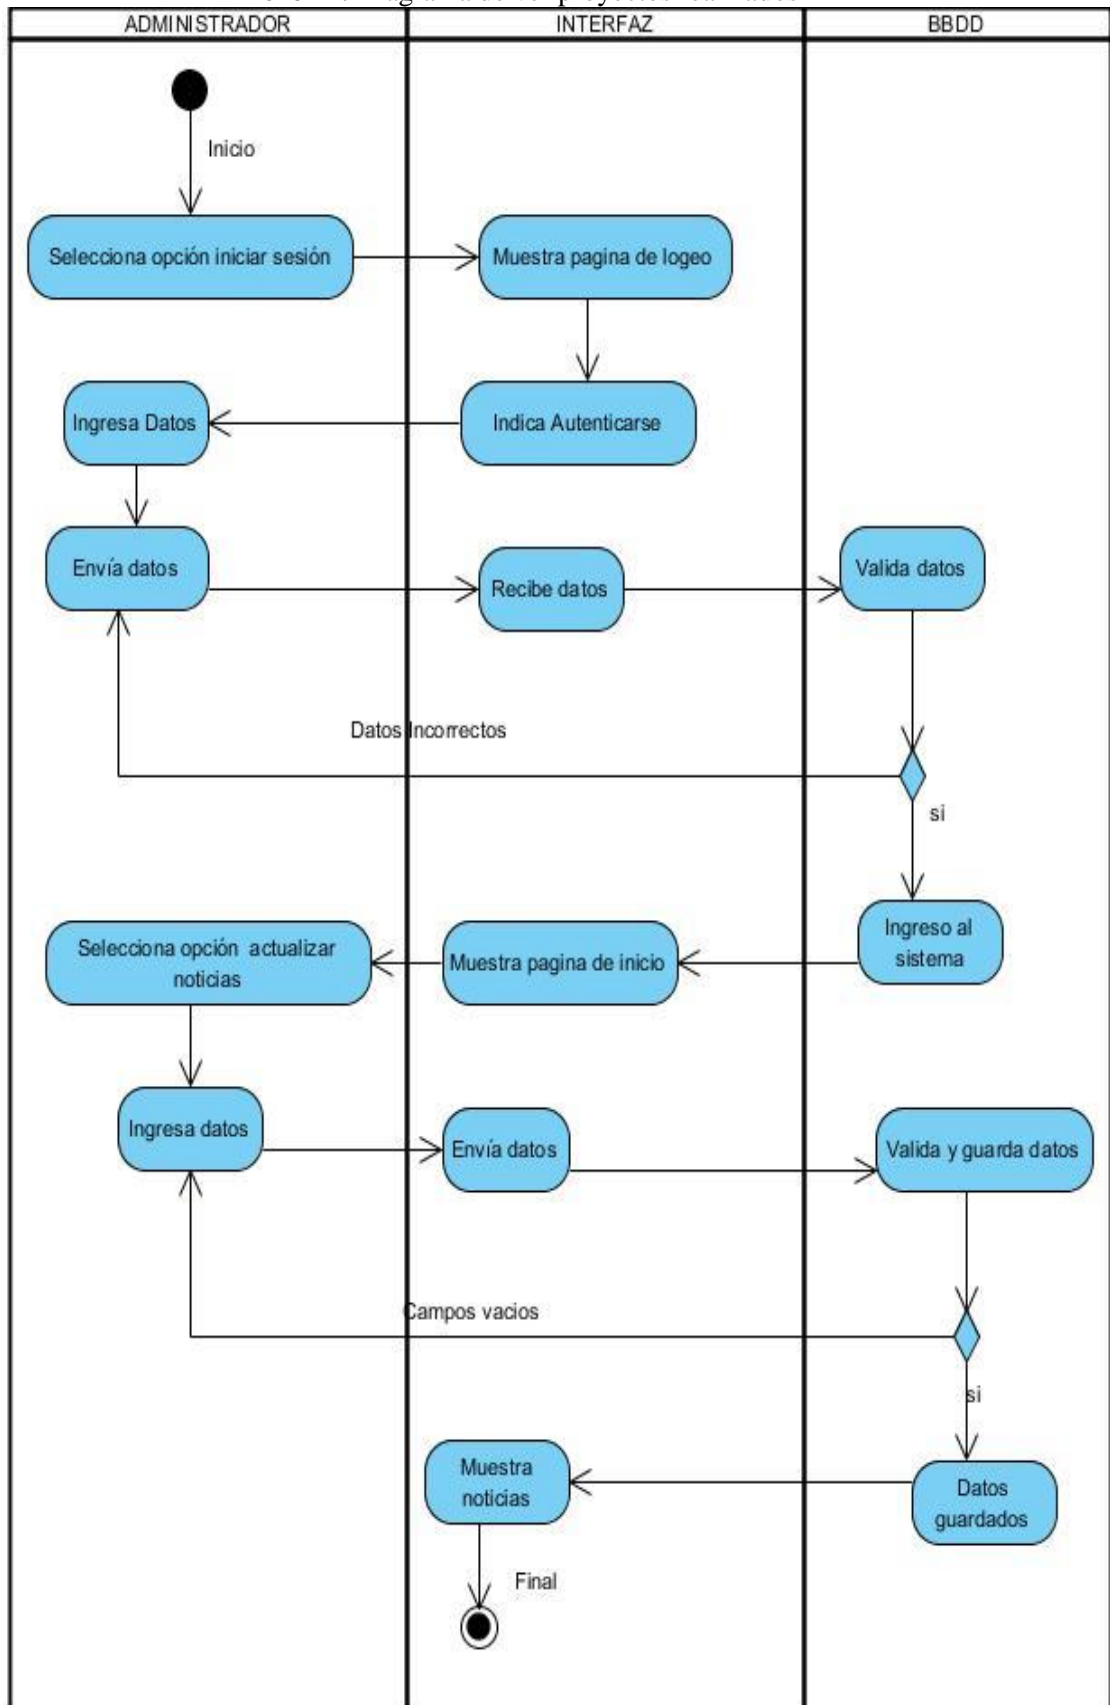 ADMINISTRADOR
INTERFAZ
BBDD
Inicio
Selecciona opción iniciar sesión
Muestra pagina de logeo
Ingresa Datos
Indica Autenticarse
Envía datos
Recibe datos
Valida datos
Datos Incorrectos
si
Selecciona opción actualizar
noticias
Muestra pagina de inicio
Ingreso al
sistema
Ingresa datos
Envía datos
Valida y guarda datos
Campos vacios
si
Muestra
noticias
Datos
guardados
Final